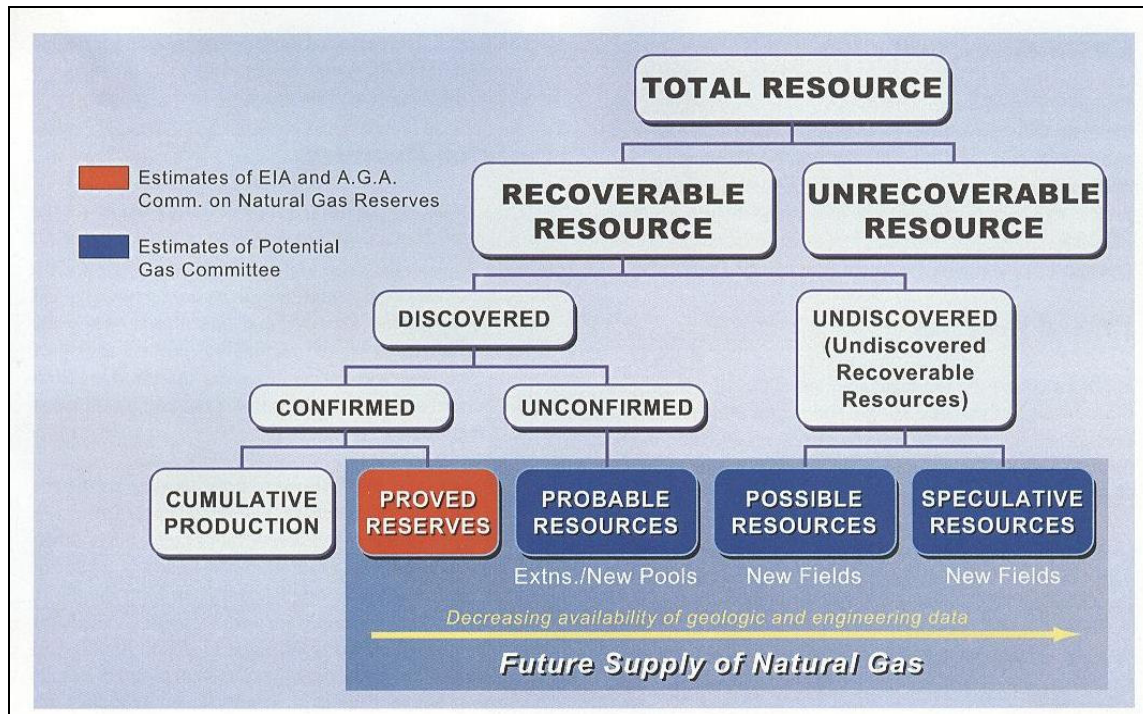 TOTAL RESOURCE
Estimates of EIA and A.G.A.
Comm. on Natural Gas Reserves
Estimates of Potential
Gas Committee
RECOVERABLE
RESOURCE
UNRECOVERABLE
RESOURCE
DISCOVERED
UNDISCOVERED
(Undiscovered
Recoverable
Resources)
CONFIRMED
UNCONFIRMED
CUMULATIVE
PRODUCTION
PROVED
RESERVES
PROBABLE
RESOURCES
POSSIBLE
RESOURCES
SPECULATIVE
RESOURCES
Extns./New Pools
New Fields
New Fields
Decreasing availability of geologic and engineering data
Future Supply of Natural Gas